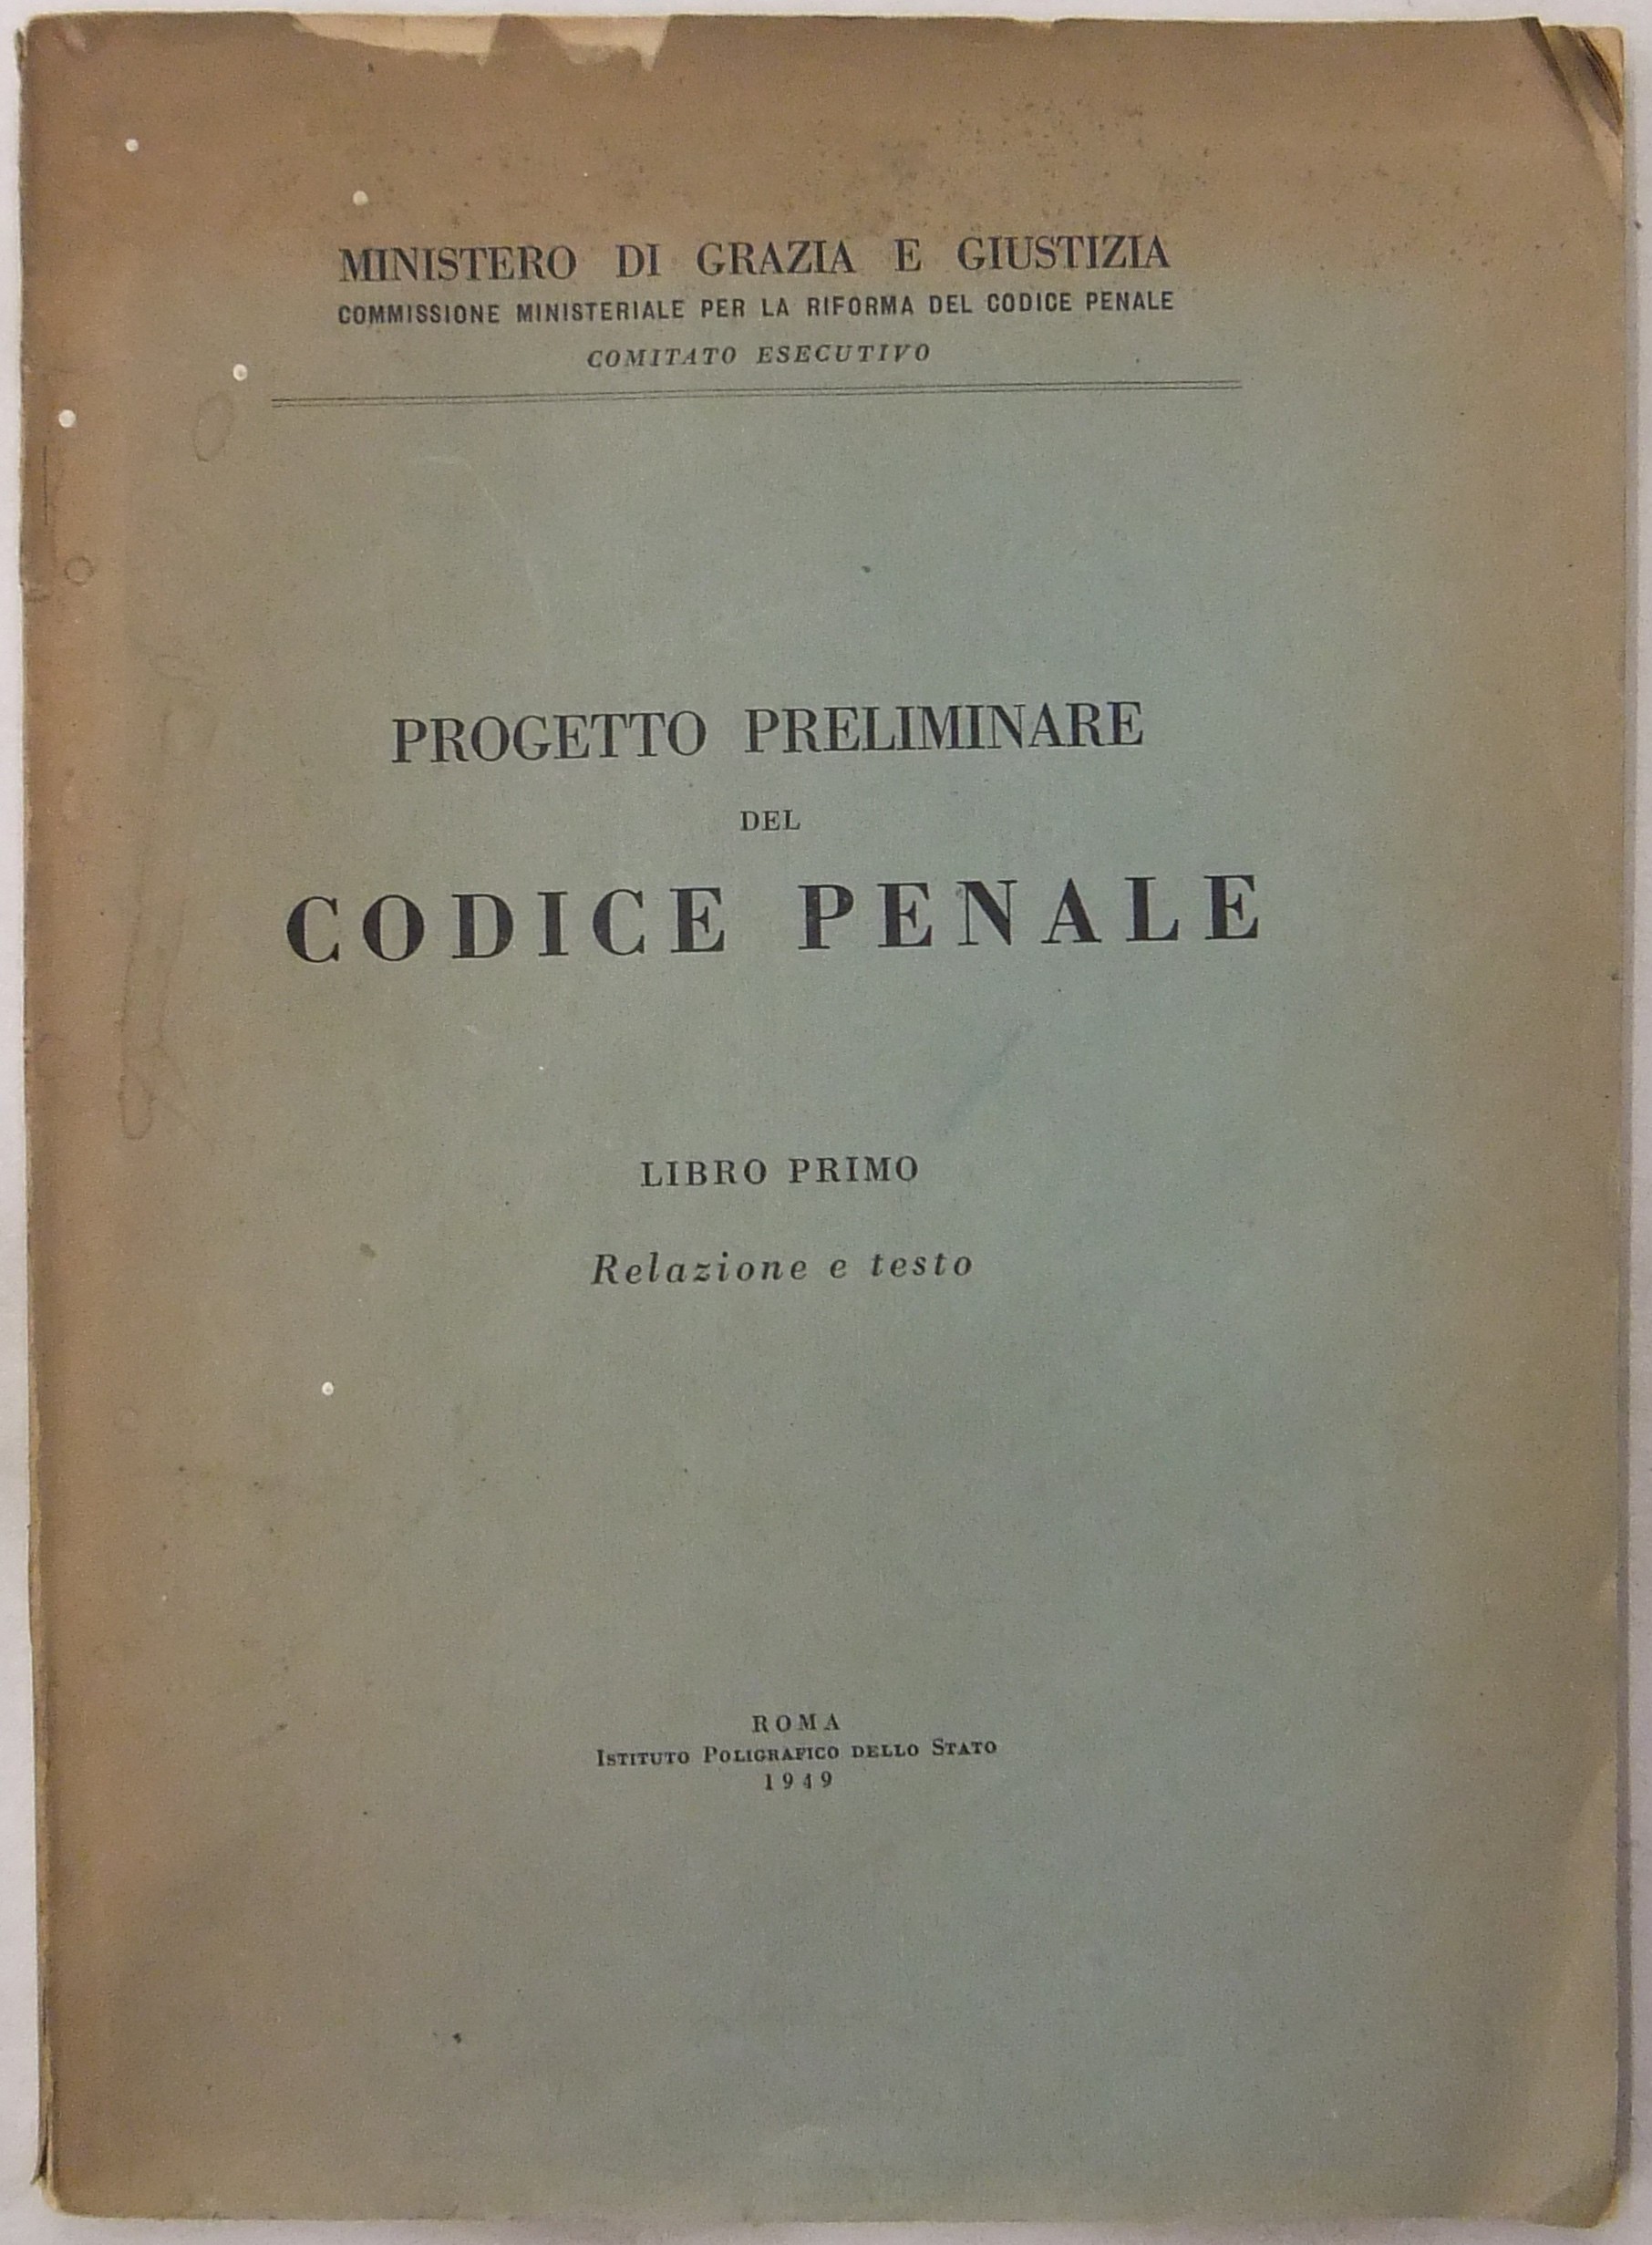 MINISTERO DI GRAZIA E GIUSTIZIA
COMMISSIONE MINISTERIALE PER LA RIFORMA DEL CODICE PENALE
COMITATO ESECUTIVO
PROGETTO PRELIMINARE
DEL
CODICE PENALE
LIBRO PRIMO
Relazione e testo
ROMA
ISTITUTO POLIGRAFICO DELLO STATO
1949